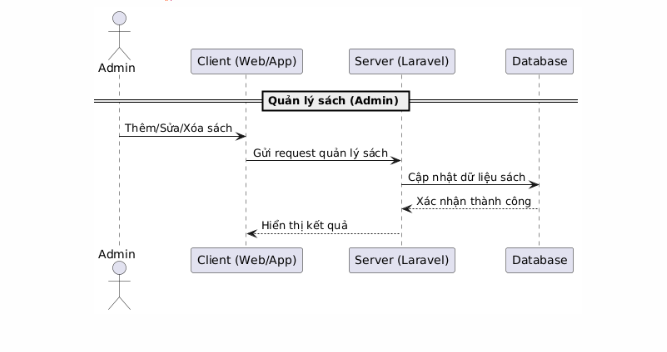 Admin
Client (Web/App)
Server (Laravel)
Database
Quản lý sách (Admin)
Thêm/Sửa/Xóa sách
Gửi request quản lý sách
Cập nhật dữ liệu sách
Xác nhận thành công
Hiển thị kết quả
Admin
Client (Web/App)
Server (Laravel)
Database